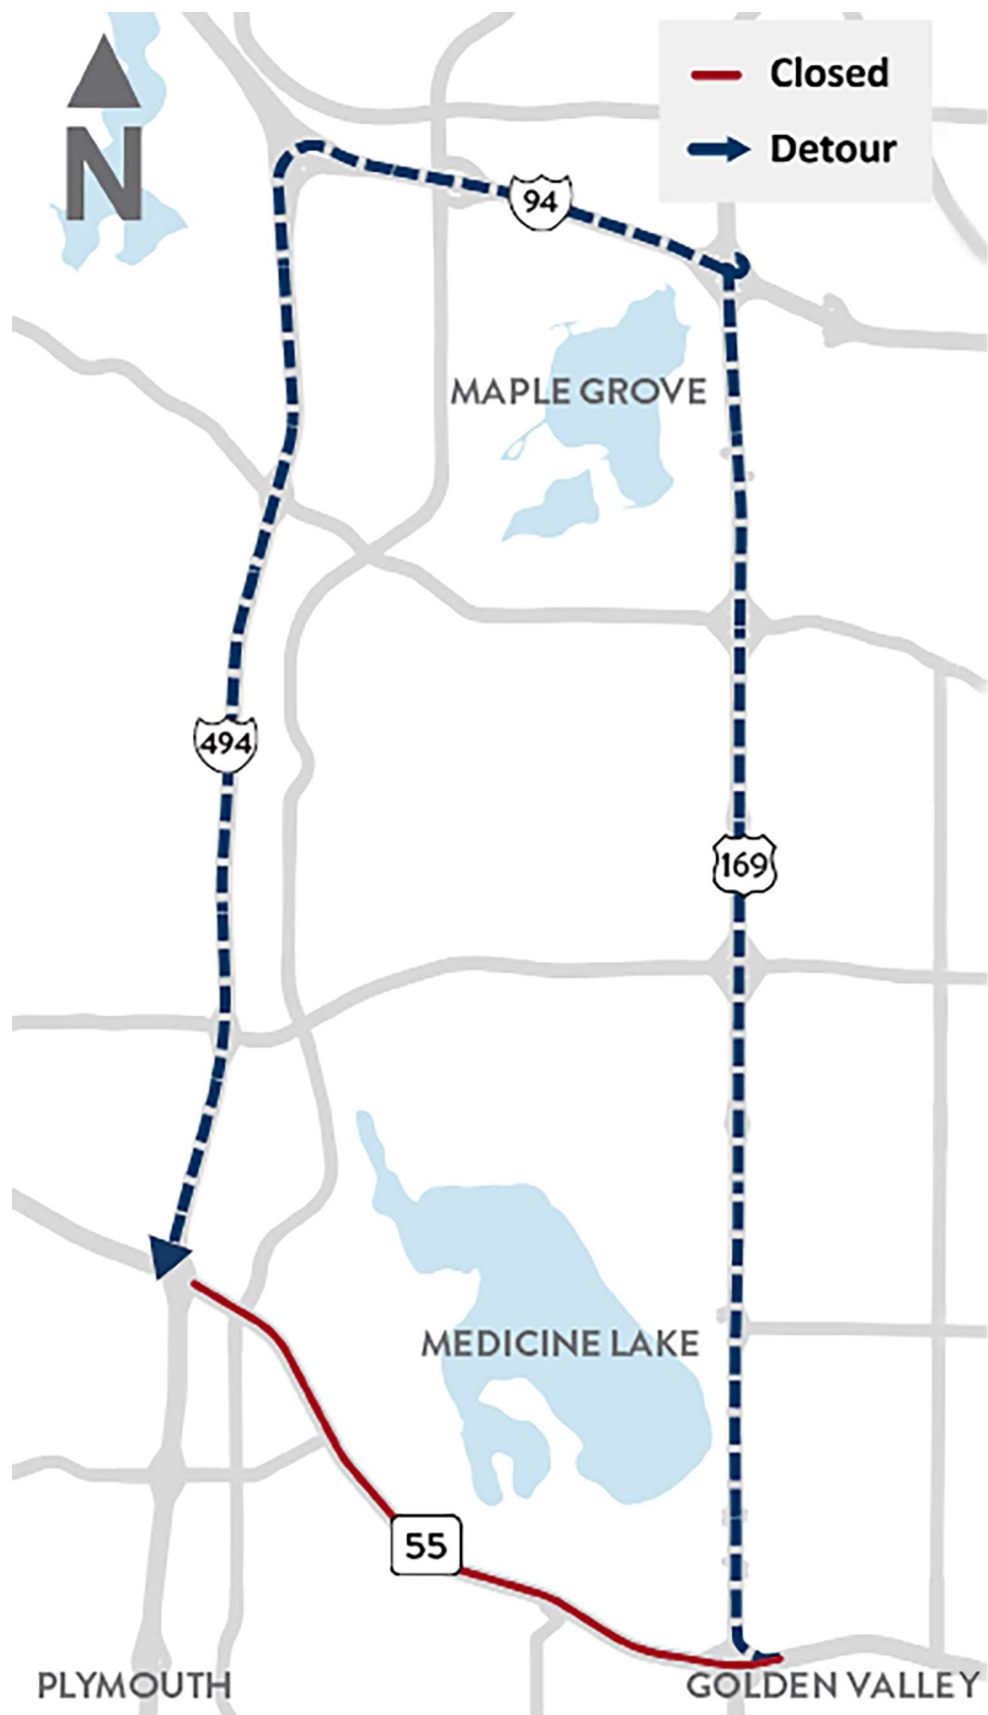 Closed
Detour
N
94
MAPLE GROVE
494
169
MEDICINE LAKE
55
PLYMOUTH
GOLDEN VALLEY